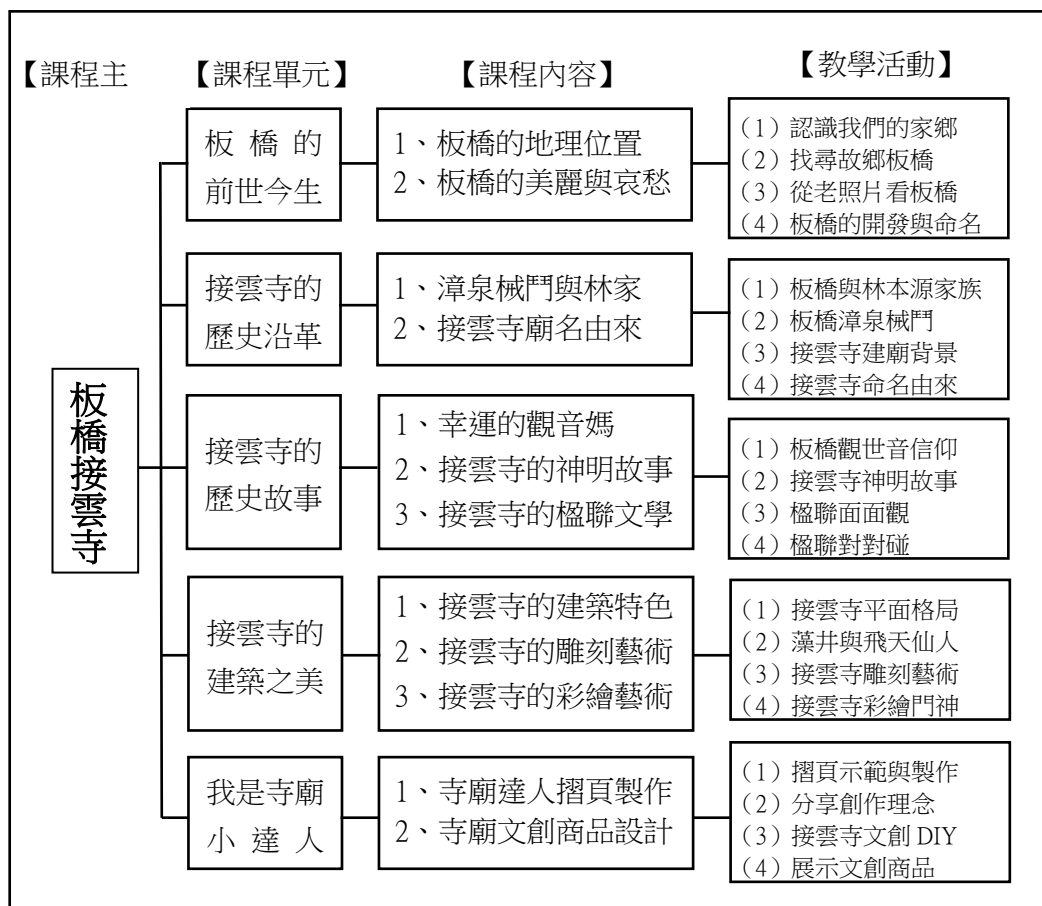 【課程主
【課程單元】
【課程內容】
【教學活動】
板橋接雲寺
板 橋 的
前世今生
1、板橋的地理位置
2、板橋的美麗與哀愁
（1）認識我們的家鄉
（2）找尋故鄉板橋
（3）從老照片看板橋
（4）板橋的開發與命名
接雲寺的
歷史沿革
1、漳泉械鬥與林家
2、接雲寺廟名由來
（1）板橋與林本源家族
（2）板橋漳泉械鬥
（3）接雲寺建廟背景
（4）接雲寺命名由來
接雲寺的
歷史故事
1、幸運的觀音媽
2、接雲寺的神明故事
3、接雲寺的楹聯文學
（1）板橋觀世音信仰
（2）接雲寺神明故事
（3）楹聯面面觀
（4）楹聯對對碰
接雲寺的
建築之美
1、接雲寺的建築特色
2、接雲寺的雕刻藝術
3、接雲寺的彩繪藝術
（1）接雲寺平面格局
（2）藻井與飛天仙人
（3）接雲寺雕刻藝術
（4）接雲寺彩繪門神
我是寺廟
小 達 人
1、寺廟達人摺頁製作
2、寺廟文創商品設計
（1）摺頁示範與製作
（2）分享創作理念
（3）接雲寺文創 DIY
（4）展示文創商品